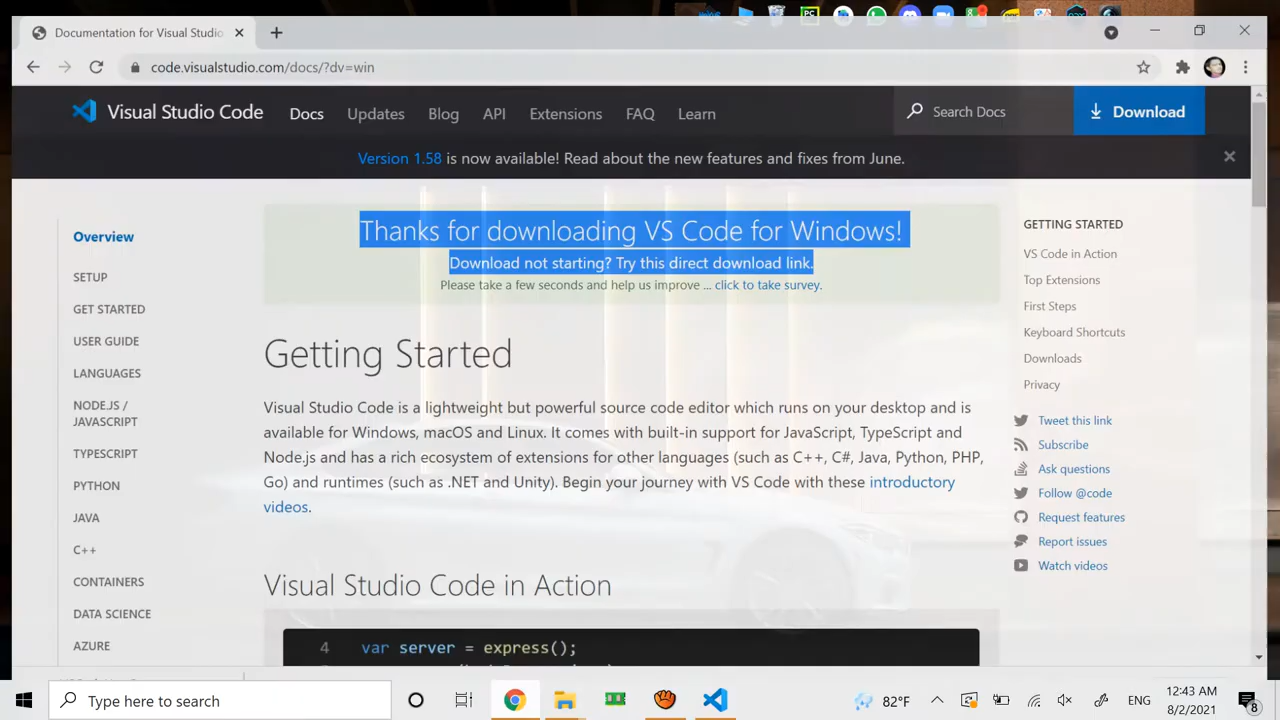 Documentation for Visual Studio
code.visualstudio.com/docs/?dv=win
Visual Studio Code
Docs
Updates
Blog
API
Extensions
FAQ
Learn
Search Docs
Download
Version 1.58 is now available! Read about the new features and fixes from June.
Overview
SETUP
GET STARTED
USER GUIDE
LANGUAGES
NODE.JS /
JAVASCRIPT
TYPESCRIPT
PYTHON
JAVA
C++
CONTAINERS
DATA SCIENCE
AZURE
Thanks for downloading VS Code for Windows!
Download not starting? Try this direct download link.
Please take a few seconds and help us improve ... click to take survey.
Getting Started
Visual Studio Code is a lightweight but powerful source code editor which runs on your desktop and is
available for Windows, macOS and Linux. It comes with built-in support for JavaScript, TypeScript and
Node.js and has a rich ecosystem of extensions for other languages (such as C++, C#, Java, Python, PHP,
Go) and runtimes (such as .NET and Unity). Begin your journey with VS Code with these introductory
videos.
Visual Studio Code in Action
4 var server = express();
GETTING STARTED
VS Code in Action
Top Extensions
First Steps
Keyboard Shortcuts
Downloads
Privacy
Tweet this link
Subscribe
Ask questions
Follow @code
Request features
Report issues
Watch videos
Type here to search
82°F
ENG
12:43 AM
8/2/2021
8